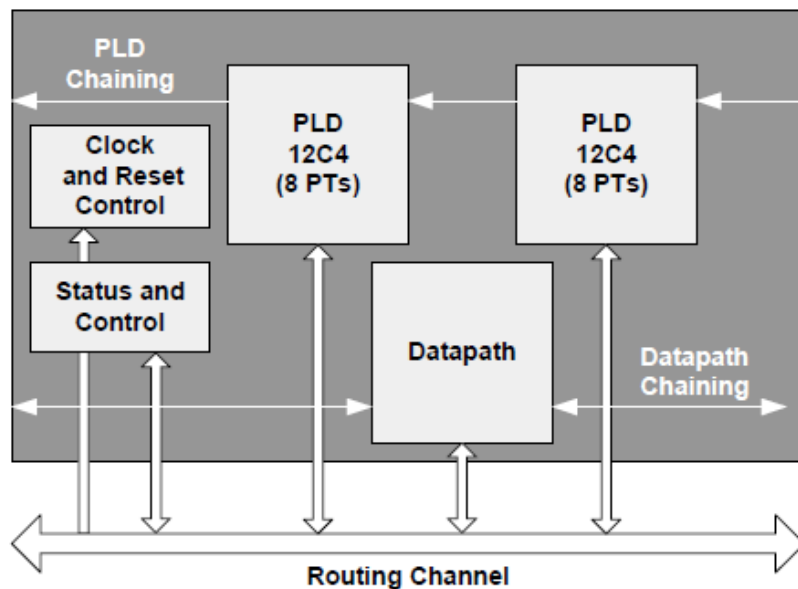 PLD
Chaining
PLD
12C4
(8 PTs)
PLD
12C4
(8 PTs)
Clock
and Reset
Control
Status and
Control
Datapath
Datapath
Chaining
Routing Channel